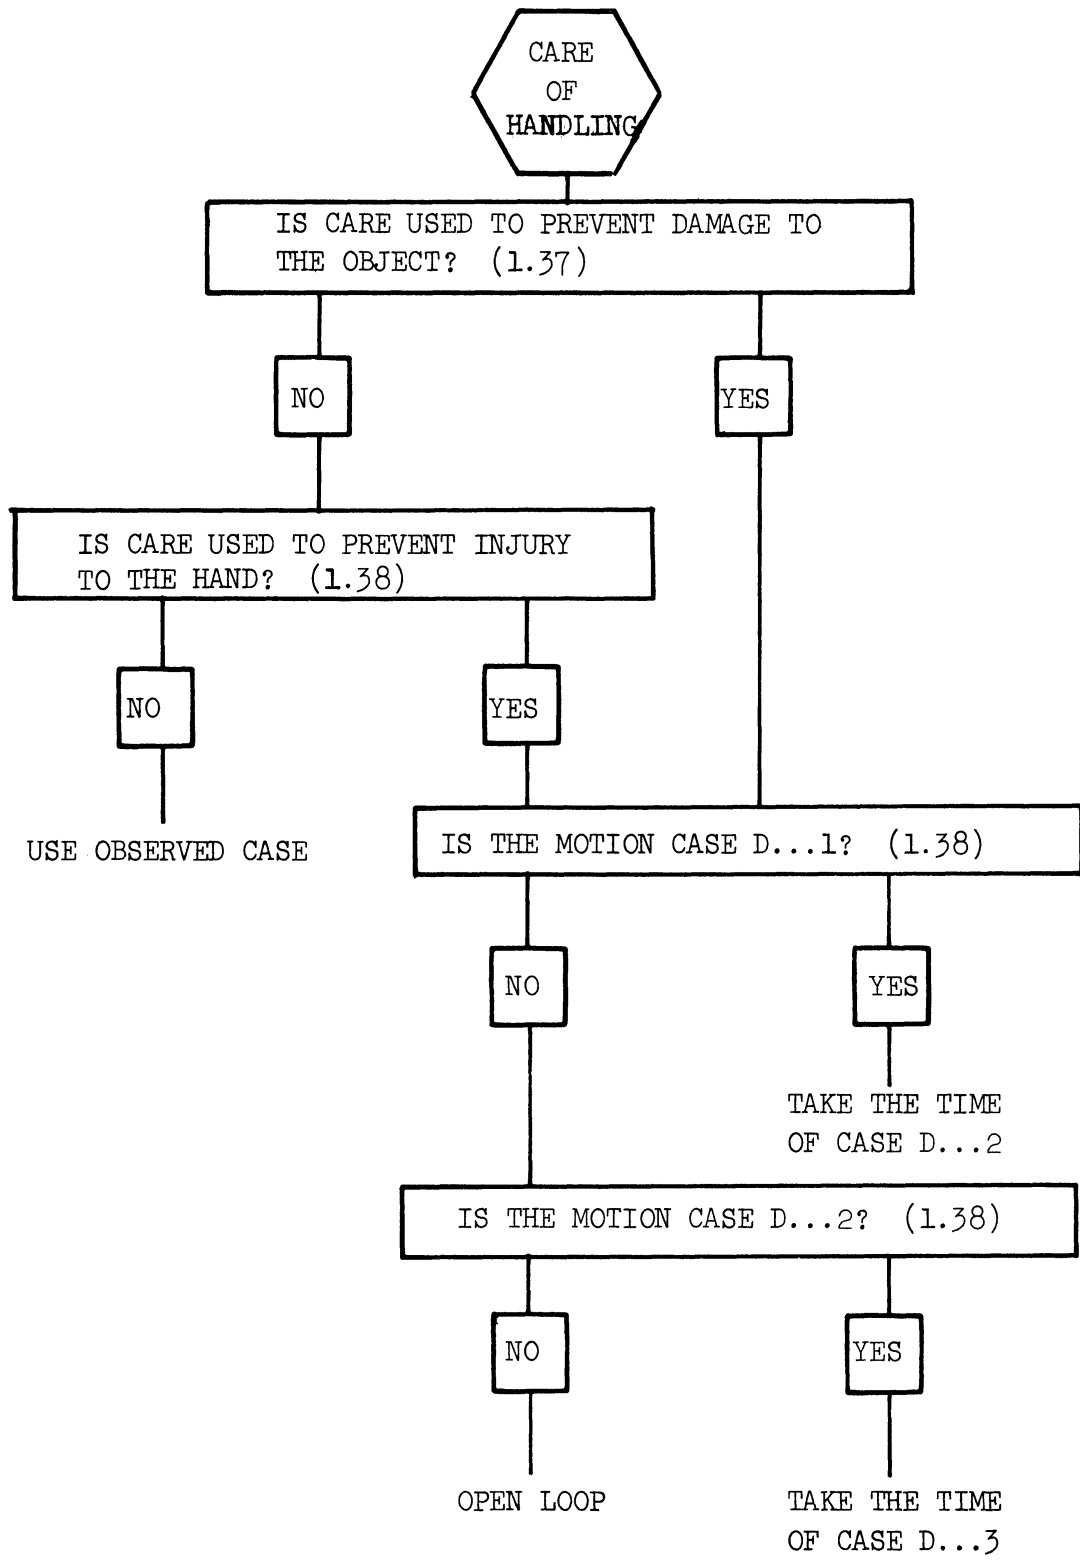 CARE
OF
HANDLING
IS CARE USED TO PREVENT DAMAGE TO
THE OBJECT? (1.37)
NO
YES
IS CARE USED TO PREVENT INJURY
TO THE HAND? (1.38)
NO
YES
USE OBSERVED CASE
IS THE MOTION CASE D...1? (1.38)
NO
YES
TAKE THE TIME
OF CASE D...2
IS THE MOTION CASE D...2? (1.38)
NO
YES
OPEN LOOP
TAKE THE TIME
OF CASE D...3